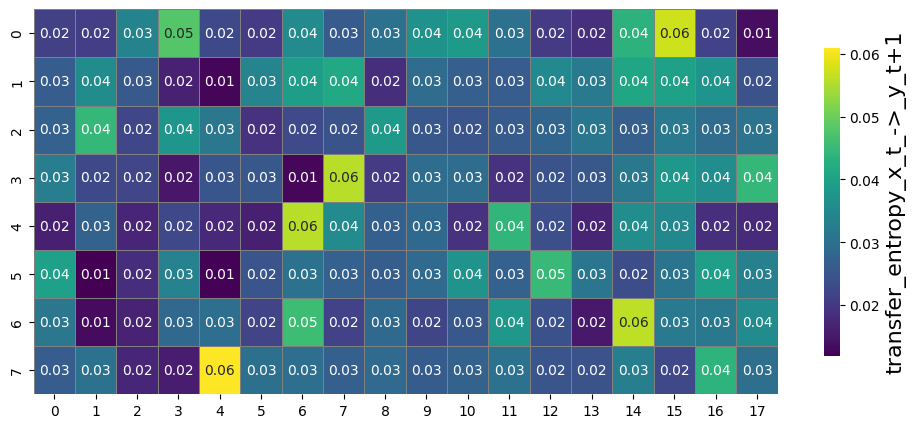 0 0.02 0.02 0.03 0.05 0.02 0.02 0.04 0.03 0.03 0.04 0.04 0.03 0.02 0.02 0.04 0.06 0.02 0.01
1 0.03 0.04 0.03 0.02 0.01 0.03 0.04 0.04 0.02 0.03 0.03 0.03 0.04 0.03 0.04 0.04 0.04 0.02
2 0.03 0.04 0.02 0.04 0.03 0.02 0.02 0.02 0.04 0.03 0.02 0.03 0.03 0.03 0.03 0.03 0.03 0.03
3 0.03 0.02 0.02 0.02 0.03 0.03 0.01 0.06 0.02 0.03 0.03 0.02 0.02 0.03 0.03 0.04 0.04 0.04
4 0.02 0.03 0.02 0.02 0.02 0.02 0.06 0.04 0.03 0.03 0.02 0.04 0.02 0.02 0.04 0.03 0.02 0.02
5 0.04 0.01 0.02 0.03 0.01 0.02 0.03 0.03 0.03 0.03 0.04 0.03 0.05 0.03 0.02 0.03 0.04 0.03
6 0.03 0.01 0.02 0.03 0.02 0.02 0.05 0.02 0.03 0.02 0.03 0.04 0.02 0.02 0.06 0.03 0.03 0.04
7 0.03 0.03 0.02 0.02 0.06 0.03 0.03 0.03 0.03 0.03 0.03 0.03 0.02 0.02 0.03 0.02 0.04 0.03
0 1 2 3 4 5 6 7 8 9 10 11 12 13 14 15 16 17
0.06
0.05
0.04
0.03
0.02
transfer_entropy_x_t_->_y_t+1